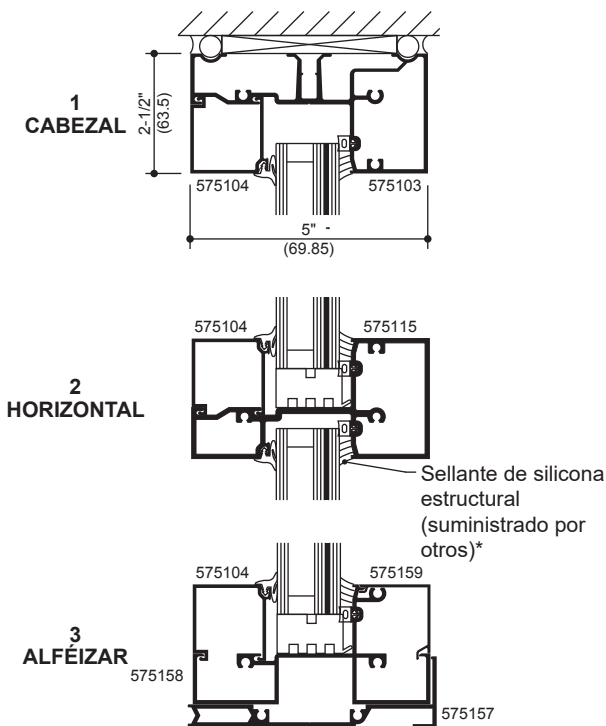 1
CABEZAL
2-1/2"
(63.5)
575104
575103
5" -
(69.85)
575104
575115
2
HORIZONTAL
Sellante de silicona
estructural
(suministrado por
otros)*
575104
575159
3
ALFÉIZAR
575158
575157